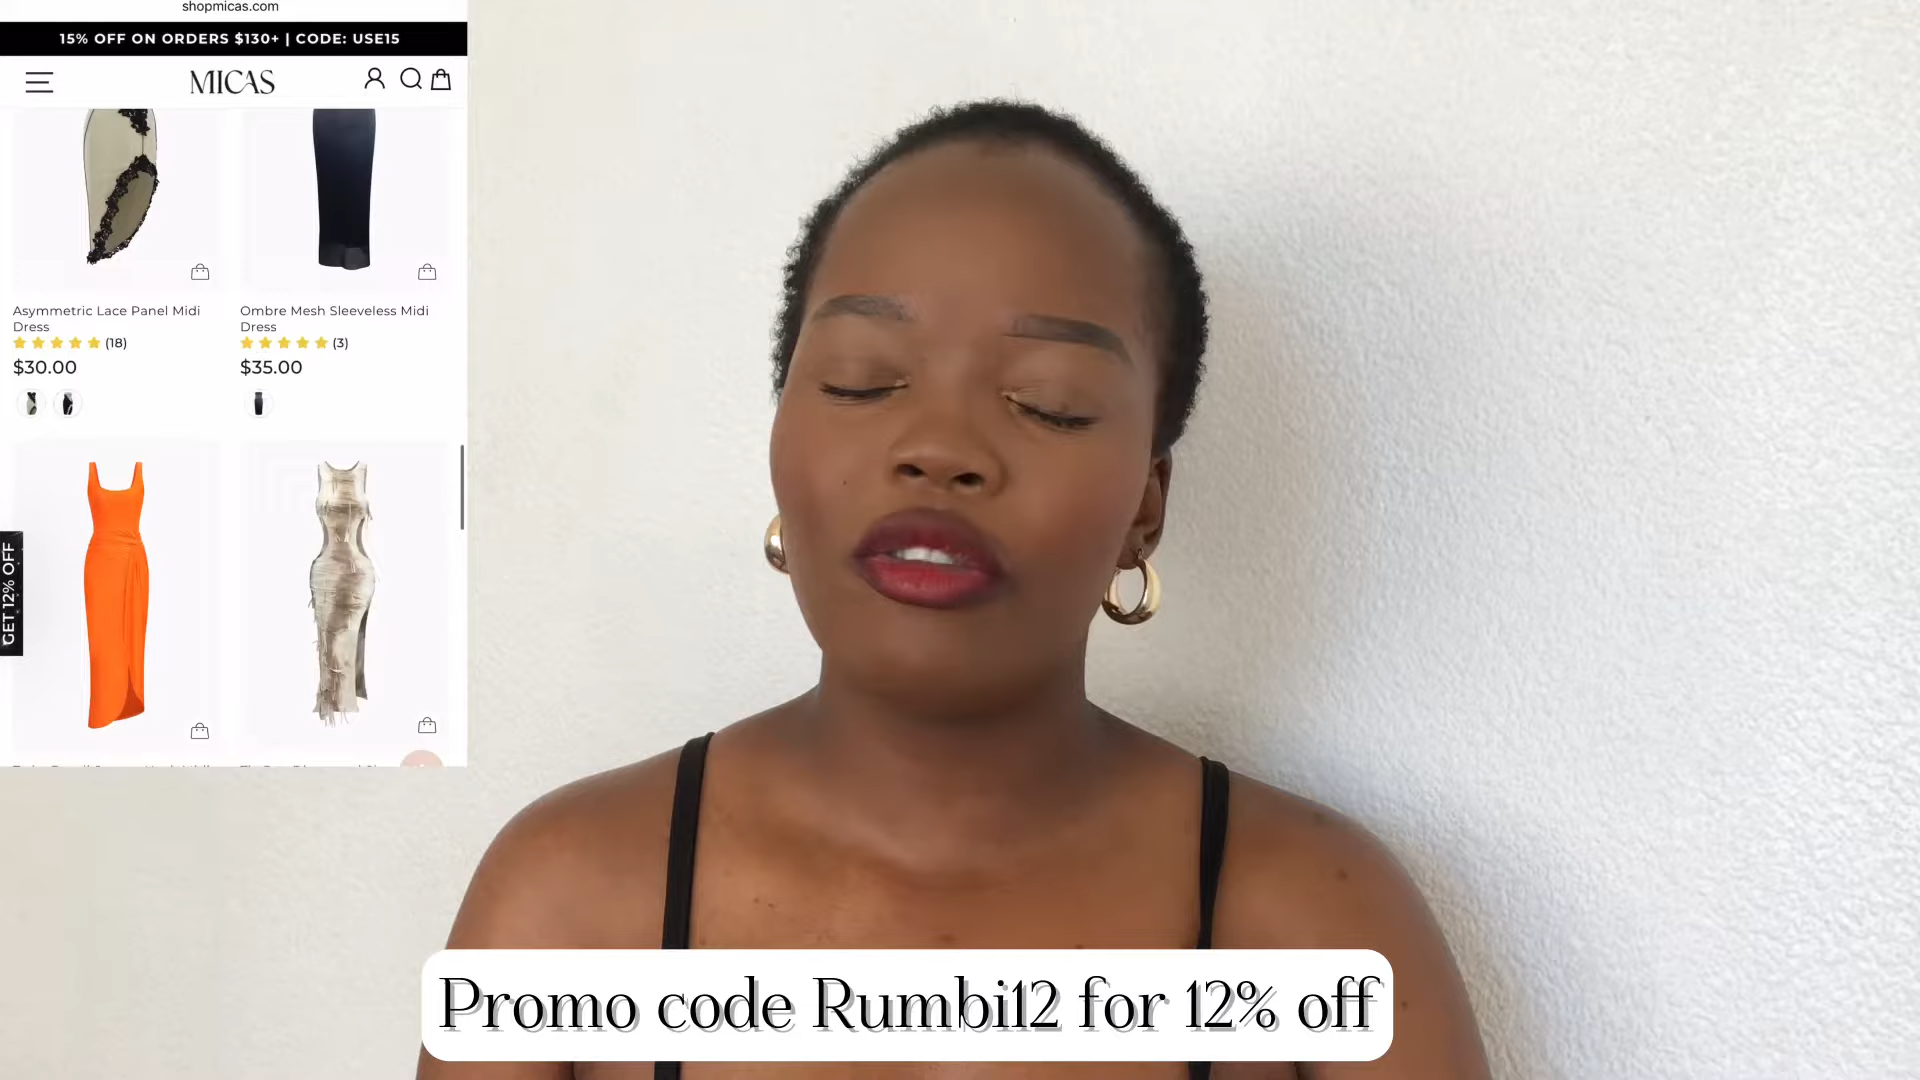 shopmicas.com
15% OFF ON ORDERS $130+ | CODE: USE15
MICAS
Asymmetric Lace Panel Midi
Dress
(18)
$30.00
Ombre Mesh Sleeveless Midi
Dress
(3)
$35.00
GET 12% OFF
Promo code Rumbi12 for 12% off